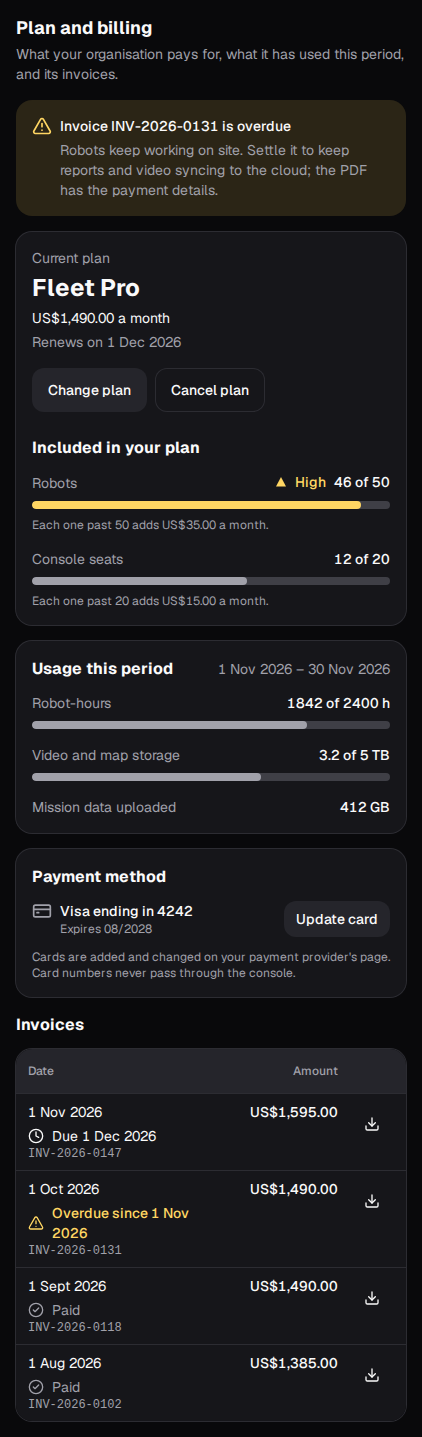 Plan and billing
What your organisation pays for, what it has used this period,
and its invoices.
Invoice INV-2026-0131 is overdue
Robots keep working on site. Settle it to keep
reports and video syncing to the cloud; the PDF
has the payment details.
Current plan
Fleet Pro
US$1,490.00 a month
Renews on 1 Dec 2026
Change plan
Cancel plan
Included in your plan
Robots
High 46 of 50
Each one past 50 adds US$35.00 a month.
Console seats
12 of 20
Each one past 20 adds US$15.00 a month.
Usage this period
1 Nov 2026 – 30 Nov 2026
Robot-hours
1842 of 2400 h
Video and map storage
3.2 of 5 TB
Mission data uploaded
412 GB
Payment method
Visa ending in 4242
Expires 08/2028
Update card
Cards are added and changed on your payment provider's page.
Card numbers never pass through the console.
Invoices
Date
Amount
1 Nov 2026
US$1,595.00
Due 1 Dec 2026
INV-2026-0147
1 Oct 2026
US$1,490.00
Overdue since 1 Nov
2026
INV-2026-0131
1 Sept 2026
US$1,490.00
Paid
INV-2026-0118
1 Aug 2026
US$1,385.00
Paid
INV-2026-0102